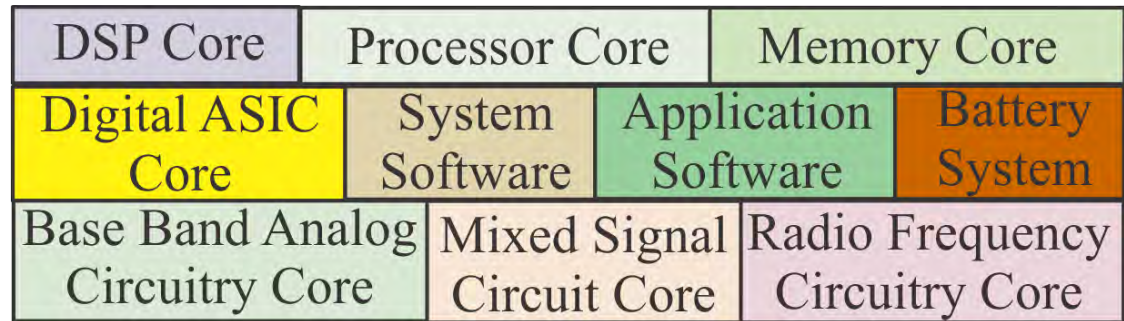 DSP Core
Processor Core
Memory Core
Digital ASIC
Core
System
Software
Application
Software
Battery
System
Base Band Analog
Circuitry Core
Mixed Signal
Circuit Core
Radio Frequency
Circuitry Core